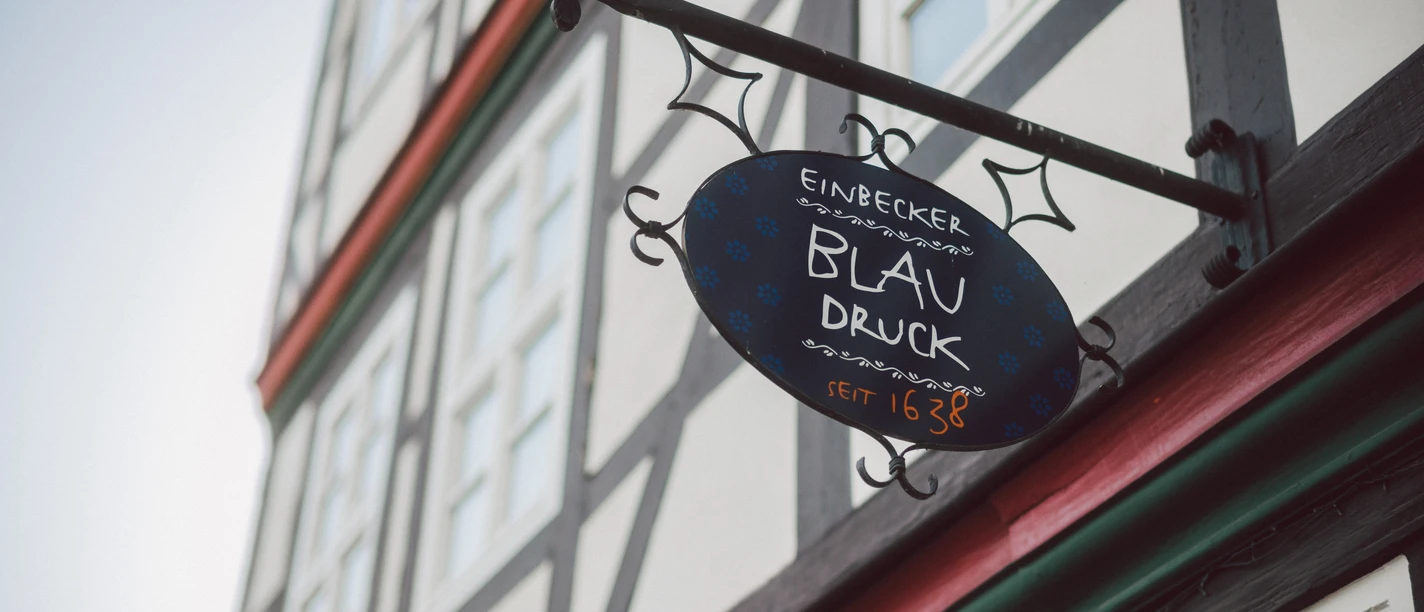 EINBECKER
BLAU
DRUCK
SEIT 1638